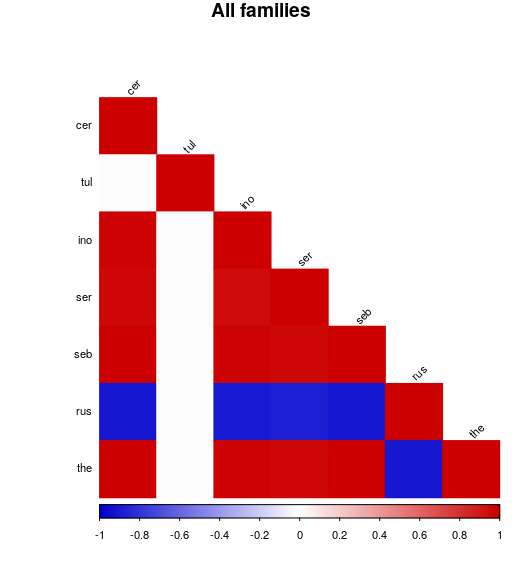 All families
cer
cer
tul
tul
ino
ino
ser
ser
seb
seb
rus
rus
the
the
-1 -0.8 -0.6 -0.4 -0.2 0 0.2 0.4 0.6 0.8 1